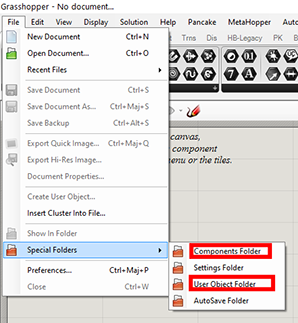 Grasshopper - No document...
File Edit View Display Solution Help Pancake MetaHopper
Trns Dis HB-Legacy PK
New Document Ctrl+N
Open Document... Ctrl+O
Recent Files
Save Document Ctrl+S
Save Document As... Ctrl+Maj+S
Save Backup Ctrl+Alt+S
Export Quick Image... Ctrl+Maj+Q
Export Hi-Res Image...
Document Properties...
Create User Object...
Insert Cluster Into File...
Show In Folder
Special Folders
Preferences... Ctrl+Maj+P
Close Ctrl+W
canvas,
component
menu or the tiles.
Components Folder
Settings Folder
User Object Folder
AutoSave Folder